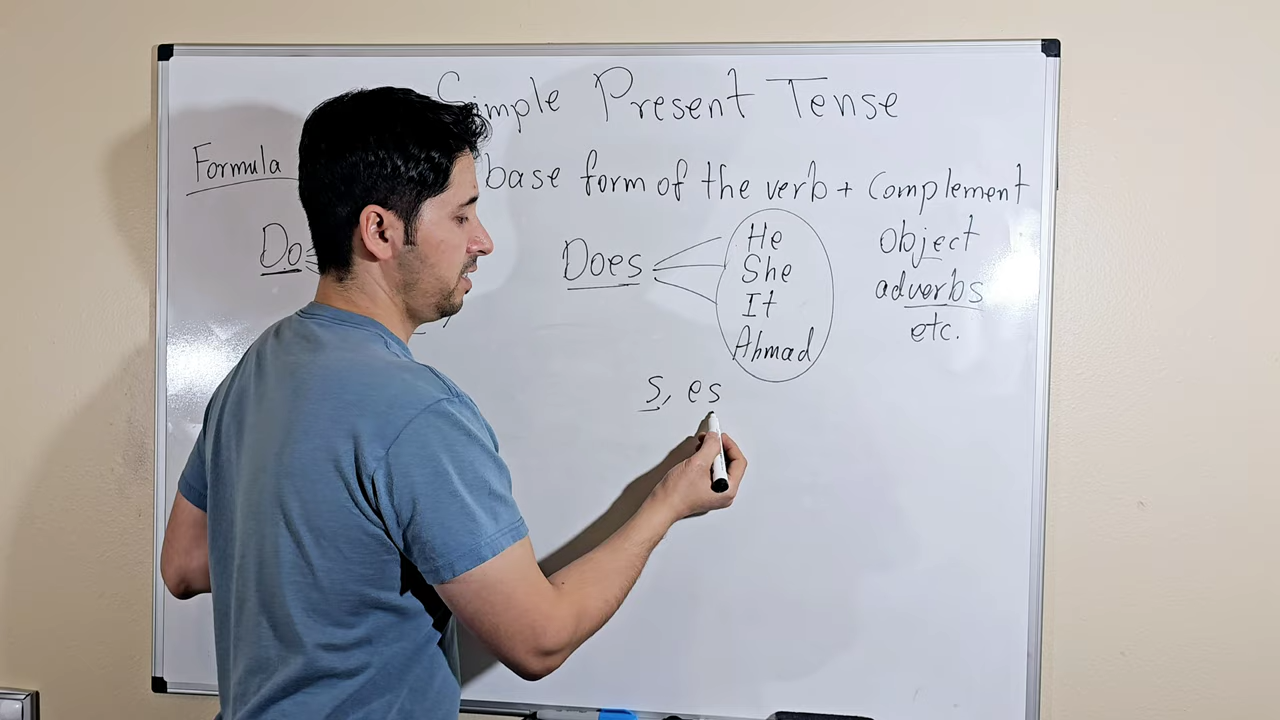 Simple Present Tense
Formula base form of the verb + Complement
Do Does He object
She adverbs
It etc.
Ahmad
s, es